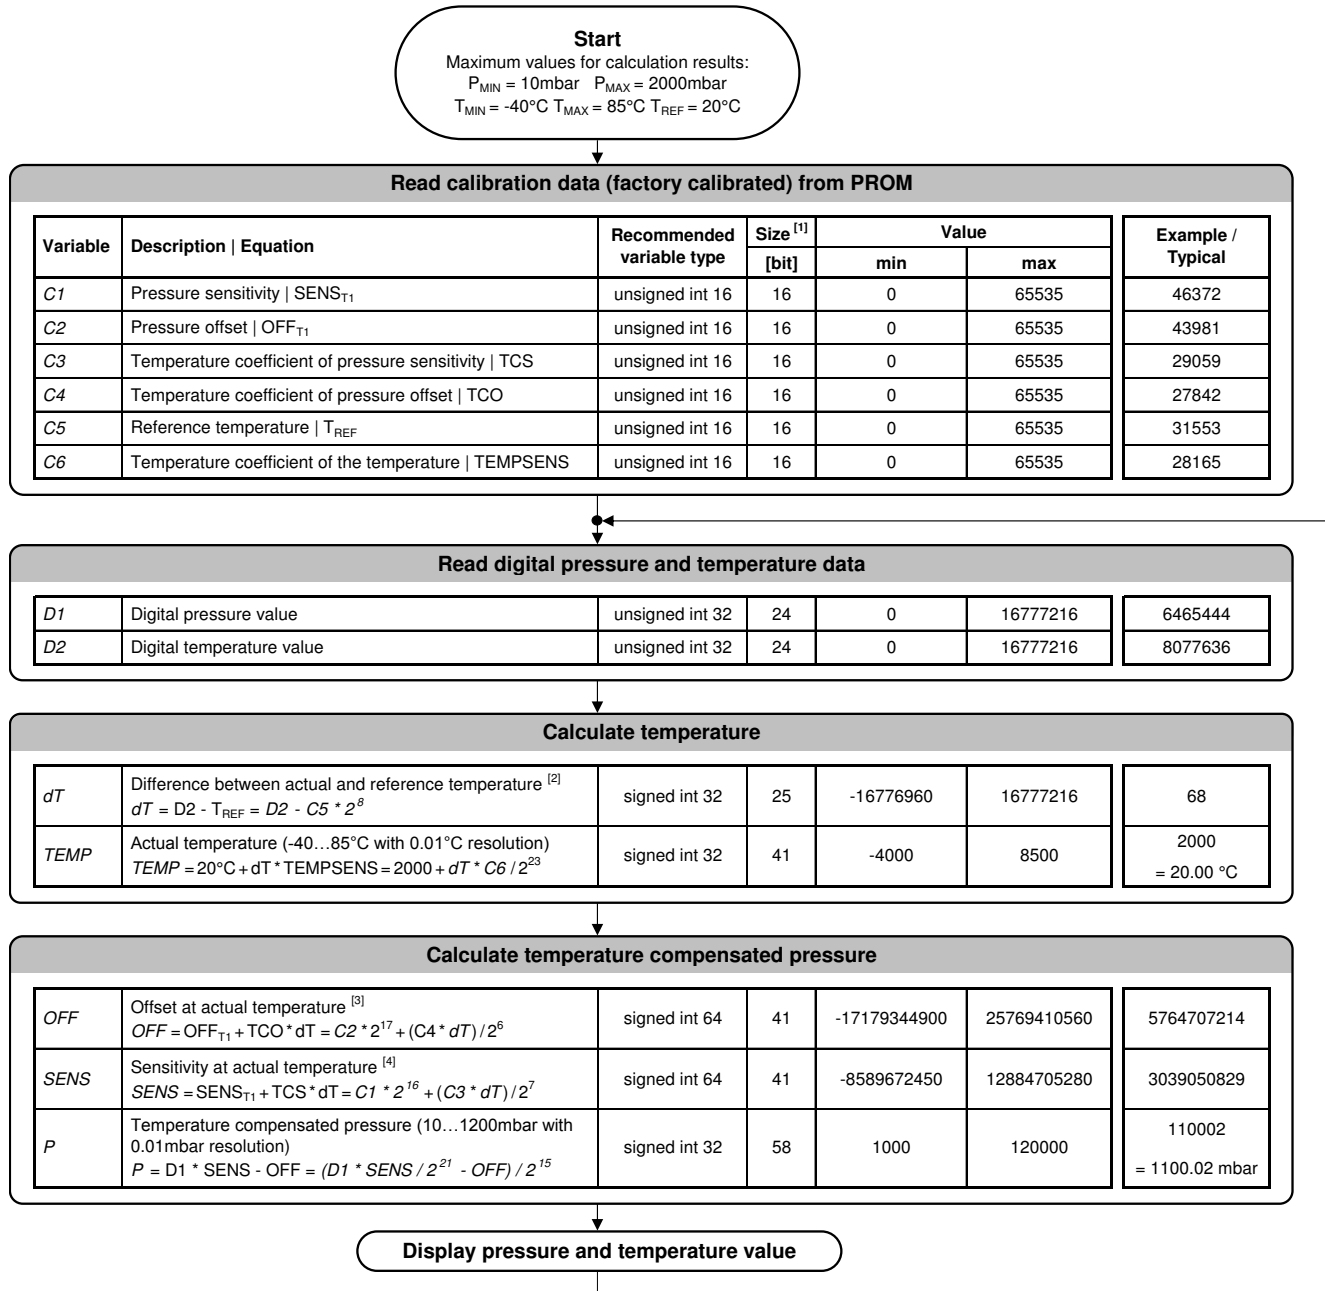 Start
Maximum values for calculation results:
PMIN = 10mbar PMAX = 2000mbar
TMIN = -40°C TMAX = 85°C TREF = 20°C
Read calibration data (factory calibrated) from PROM
Variable Description | Equation Recommended variable type Size [1] [bit] Value min max Example / Typical
C1 Pressure sensitivity | SENST1 unsigned int 16 16 0 65535 46372
C2 Pressure offset | OFFT1 unsigned int 16 16 0 65535 43981
C3 Temperature coefficient of pressure sensitivity | TCS unsigned int 16 16 0 65535 29059
C4 Temperature coefficient of pressure offset | TCO unsigned int 16 16 0 65535 27842
C5 Reference temperature | TREF unsigned int 16 16 0 65535 31553
C6 Temperature coefficient of the temperature | TEMPSENS unsigned int 16 16 0 65535 28165
Read digital pressure and temperature data
D1 Digital pressure value unsigned int 32 24 0 16777216 6465444
D2 Digital temperature value unsigned int 32 24 0 16777216 8077636
Calculate temperature
dT Difference between actual and reference temperature [2]
dT = D2 - TREF = D2 - C5 * 2^8 signed int 32 25 -16776960 16777216 68
TEMP Actual temperature (-40…85°C with 0.01°C resolution)
TEMP = 20°C + dT * TEMPSENS = 2000 + dT * C6 / 2^23 signed int 32 41 -4000 8500 2000
= 20.00 °C
Calculate temperature compensated pressure
OFF Offset at actual temperature [3]
OFF = OFFT1 + TCO * dT = C2 * 2^17 + (C4 * dT) / 2^6 signed int 64 41 -17179344900 25769410560 5764707214
SENS Sensitivity at actual temperature [4]
SENS = SENST1 + TCS * dT = C1 * 2^16 + (C3 * dT) / 2^7 signed int 64 41 -8589672450 12884705280 3039050829
P Temperature compensated pressure (10…1200mbar with
0.01mbar resolution)
P = D1 * SENS - OFF = (D1 * SENS / 2^21 - OFF) / 2^15 signed int 32 58 1000 120000 110002
= 1100.02 mbar
Display pressure and temperature value